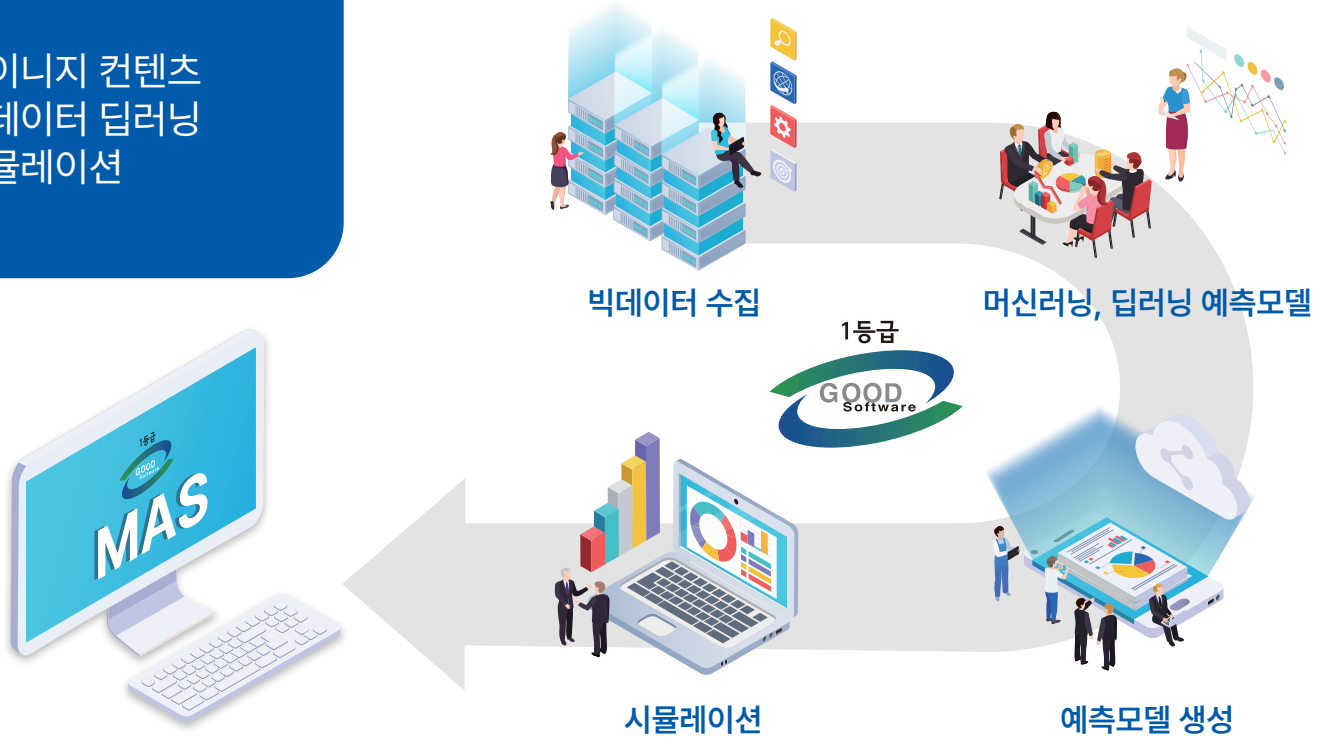 이니지 컨텐츠
데이터 딥러닝
뮬레이션
빅데이터 수집
머신러닝, 딥러닝 예측모델
1등급
GOOD
Software
1등급
GOOD
Software
MAS
시뮬레이션
예측모델 생성